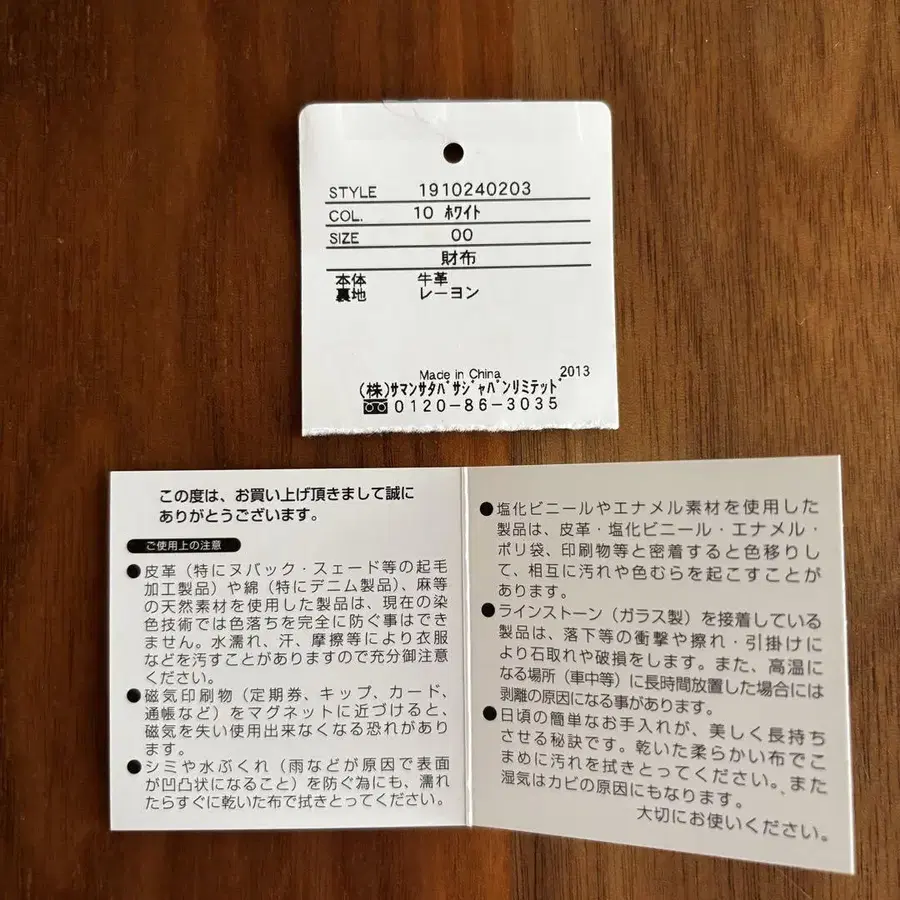 STYLE 1910240203
COL. 10 ﾎﾜｲﾄ
SIZE 00
財布
本体 牛革
裏地 レーヨン
Made in China 2013
(株)ｻﾏﾝｻﾀﾊﾞｻｼﾞｬﾊﾟﾝﾘﾐﾃｯﾄﾞ
0120-86-3035
この度は、お買い上げ頂きまして誠に
ありがとうございます。
ご使用上の注意
●皮革（特にヌバック・スエード等の起毛
加工製品）や綿（特にデニム製品）、麻等
の天然素材を使用した製品は、現在の染
色技術では色落ちを完全に防ぐ事はでき
ません。水濡れ、汗、摩擦等により衣服
などを汚すことがありますので充分御注意
ください。
●磁気印刷物（定期券、キップ、カード、
通帳など）をマグネットに近づけると、
磁気を失い使用出来なくなる恐れがあり
ます。
●シミや水ぶくれ（雨などが原因で表面
が凹凸状になること）を防ぐ為にも、濡れ
たらすぐに乾いた布で拭きとってください。
●塩化ビニールやエナメル素材を使用した
製品は、皮革・塩化ビニール・エナメル・
ポリ袋、印刷物等と密着すると色移りし
て、相互に汚れや色むらを起こすことが
あります。
●ラインストーン（ガラス製）を接着している
製品は、落下等の衝撃や擦れ・引掛けに
より石取れや破損をします。また、高温に
なる場所（車中等）に長時間放置した場合には
剥離の原因になる事があります。
●日頃の簡単なお手入れが、美しく長持ち
させる秘訣です。乾いた柔らかい布でこ
まめに汚れを拭きとってください。また
湿気はカビの原因にもなります。
大切にお使いください。